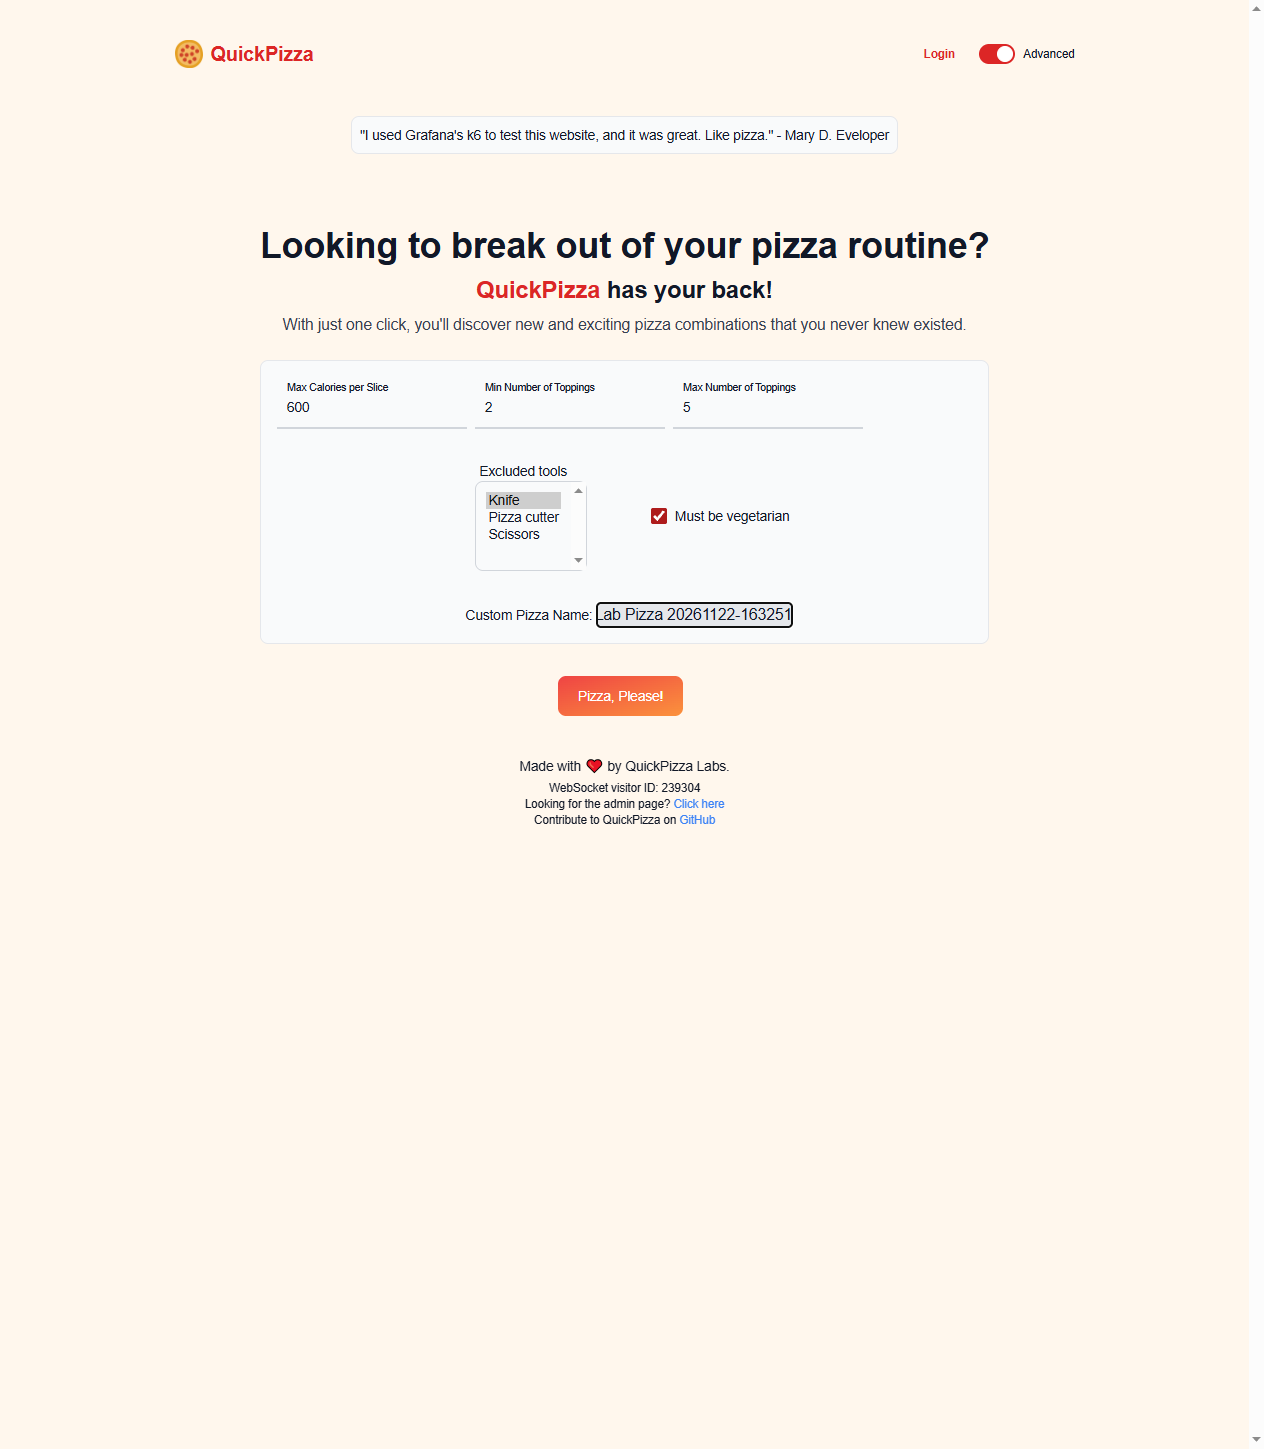 QuickPizza
Login
Advanced
"I used Grafana's k6 to test this website, and it was great. Like pizza." - Mary D. Eveloper
Looking to break out of your pizza routine?
QuickPizza has your back!
With just one click, you'll discover new and exciting pizza combinations that you never knew existed.
Max Calories per Slice
600
Min Number of Toppings
2
Max Number of Toppings
5
Excluded tools
Knife
Pizza cutter
Scissors
Must be vegetarian
Custom Pizza Name: Lab Pizza 20261122-163251
Pizza, Please!
Made with by QuickPizza Labs.
WebSocket visitor ID: 239304
Looking for the admin page? Click here
Contribute to QuickPizza on GitHub